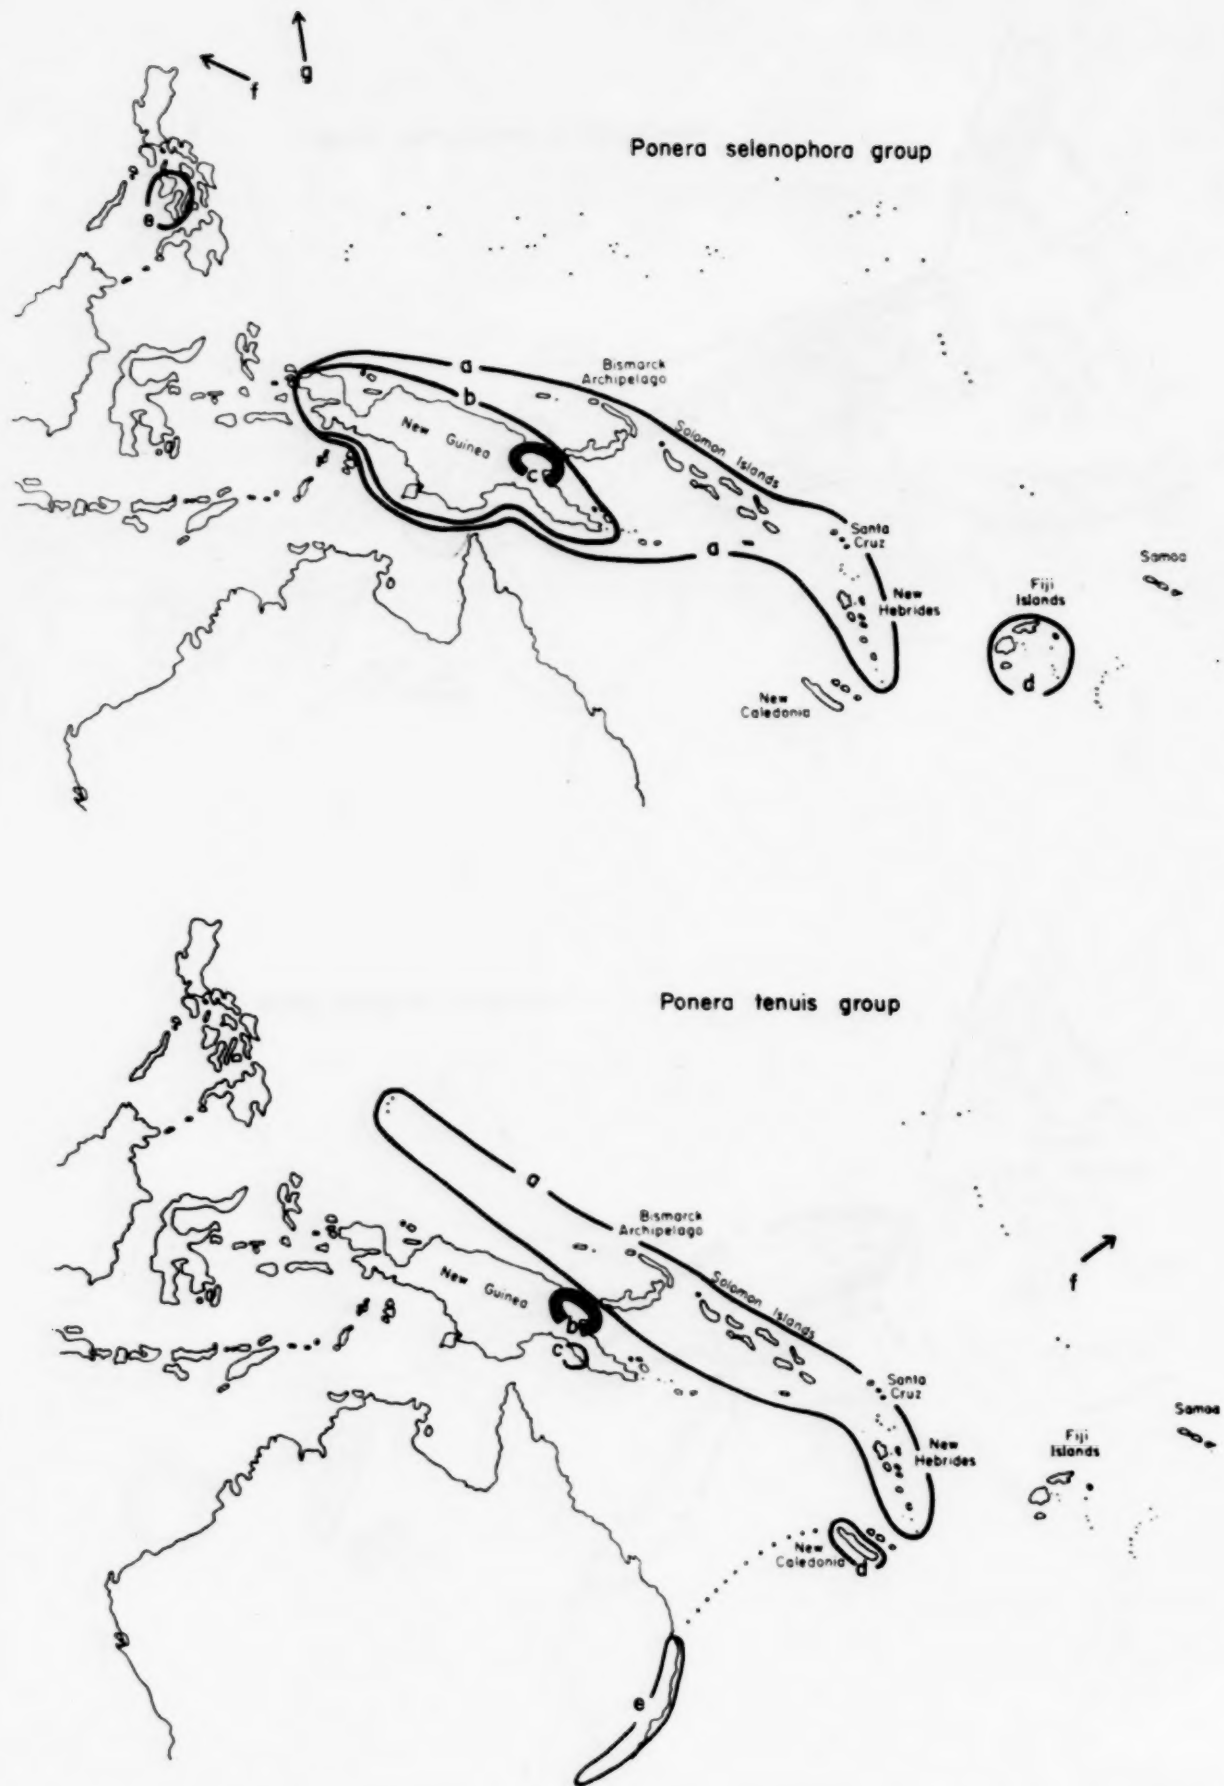 g
f
Ponera selenophora group
e
a
Bismarck
Archipelago
b
New Guinea
Solomon Islands
c
a
Santa
Cruz
Samoa
New
Hebrides
Fiji
Islands
d
New
Caledonia
Ponera tenuis group
a
Bismarck
Archipelago
f
New Guinea
Solomon Islands
b
c
Santa
Cruz
Samoa
New
Hebrides
Fiji
Islands
New
Caledonia
d
e